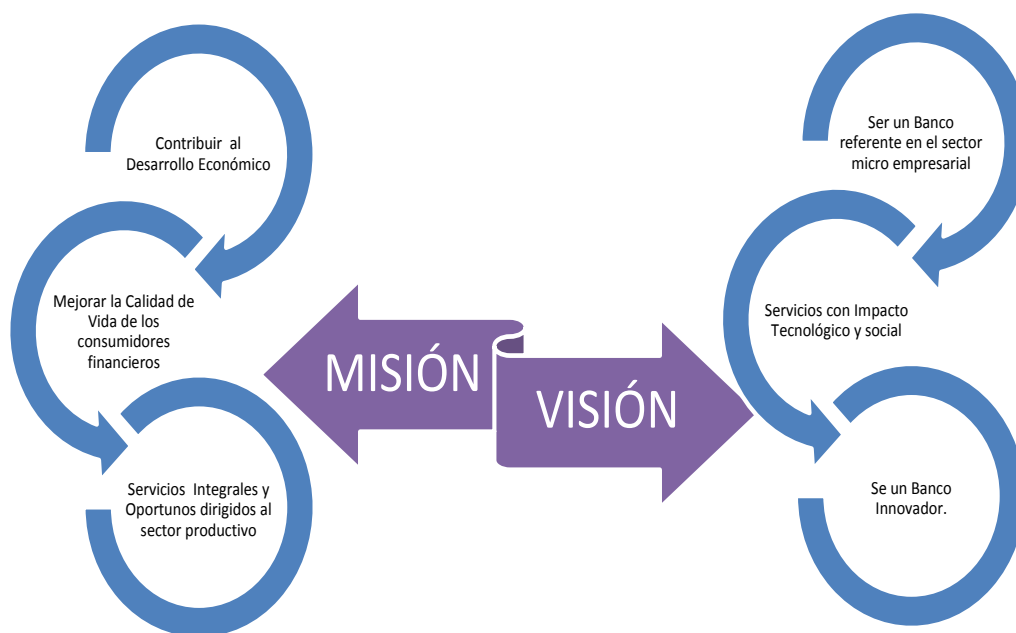 Contribuir al
Desarrollo Económico
Mejorar la Calidad de
Vida de los
consumidores
financieros
Servicios Integrales y
Oportunos dirigidos al
sector productivo
MISIÓN
VISIÓN
Ser un Banco
referente en el sector
micro empresarial
Servicios con Impacto
Tecnológico y social
Se un Banco
Innovador.